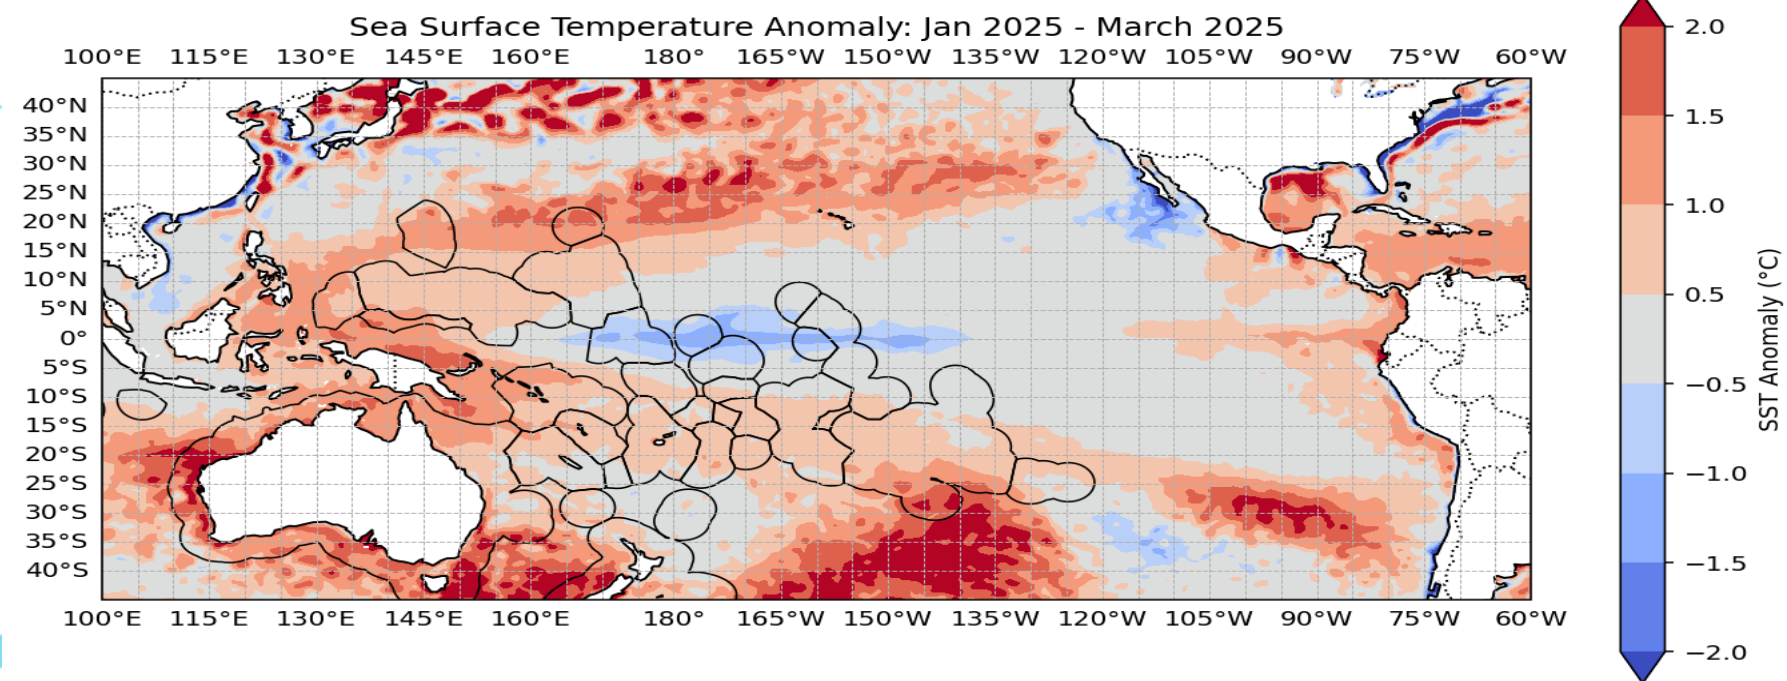 Sea Surface Temperature Anomaly: Jan 2025 - March 2025
100°E 115°E 130°E 145°E 160°E 180° 165°W 150°W 135°W 120°W 105°W 90°W 75°W 60°W
40°N
35°N
30°N
25°N
20°N
15°N
10°N
5°N
0°
5°S
10°S
15°S
20°S
25°S
30°S
35°S
40°S
100°E 115°E 130°E 145°E 160°E 180° 165°W 150°W 135°W 120°W 105°W 90°W 75°W 60°W
2.0
1.5
1.0
0.5
−0.5
−1.0
−1.5
−2.0
SST Anomaly (°C)